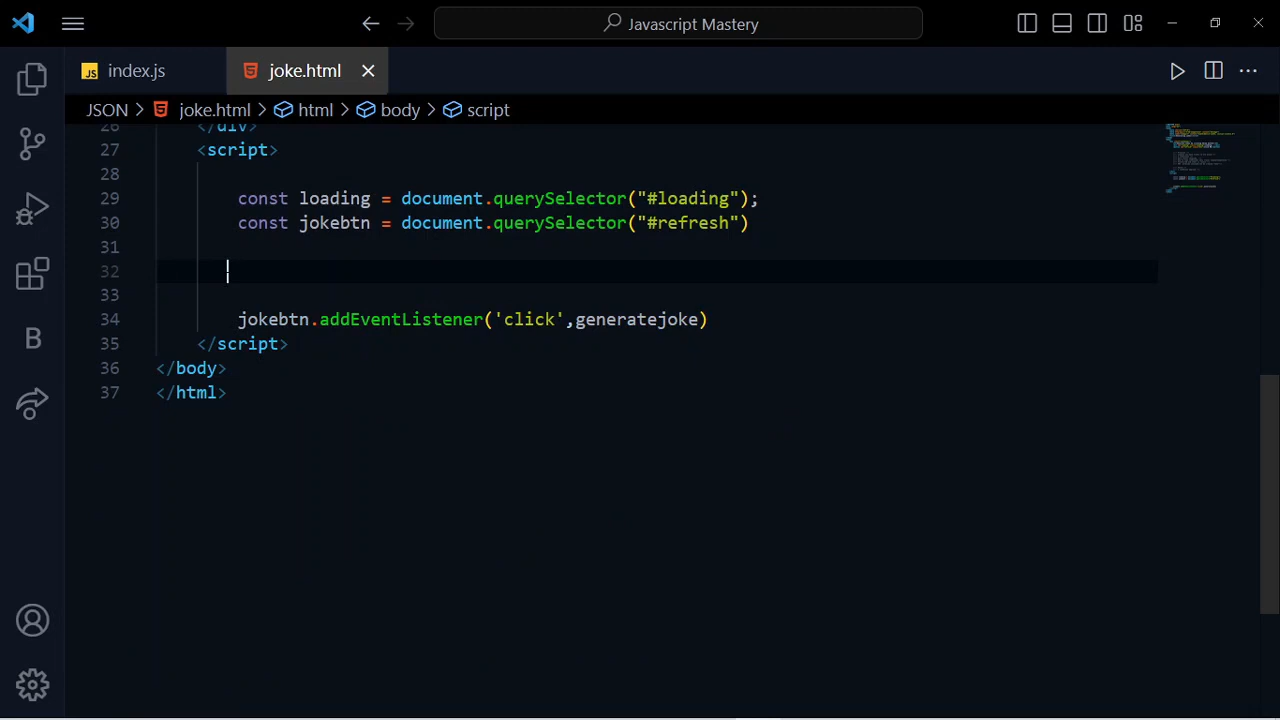 Javascript Mastery
JS index.js
joke.html
JSON > joke.html > html > body > script
26 </div>
27 <script>
28
29 const loading = document.querySelector("#loading");
30 const jokebtn = document.querySelector("#refresh")
31
32
33
34 jokebtn.addEventListener('click',generatejoke)
35 </script>
36 </body>
37 </html>
B